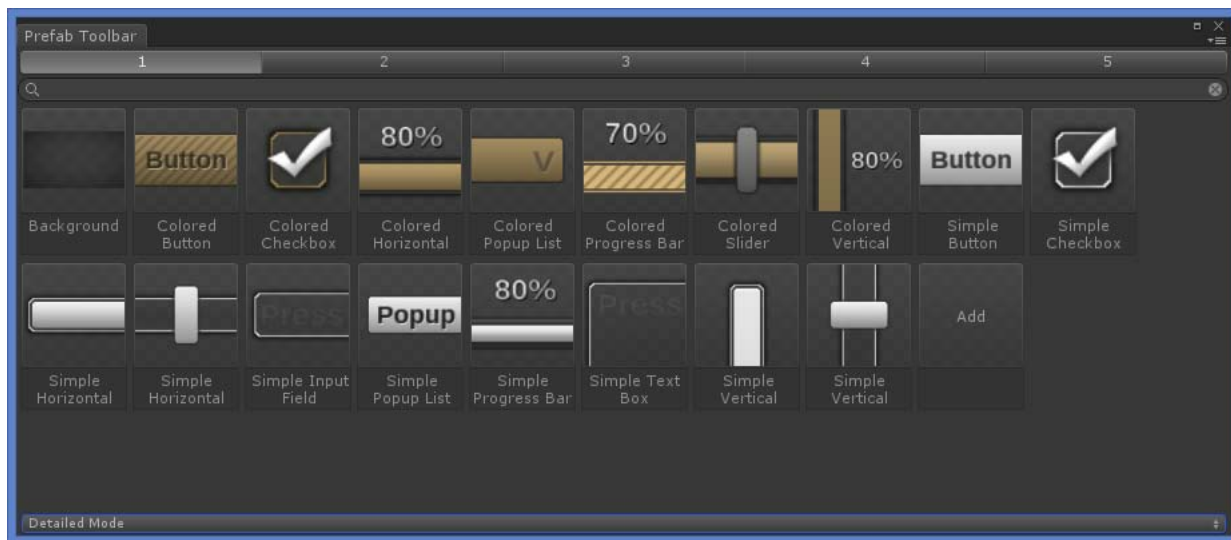 Prefab Toolbar
1 2 3 4 5
Button 80% V 70% 80% Button
Background Colored Colored Colored Colored Colored Colored Colored Simple Simple
Button Checkbox Horizontal Popup List Progress Bar Slider Vertical Button Checkbox
Press Popup 80% Press Add
Simple Simple Simple Input Simple Simple Simple Text Simple Simple
Horizontal Horizontal Field Popup List Progress Bar Box Vertical Vertical
Detailed Mode